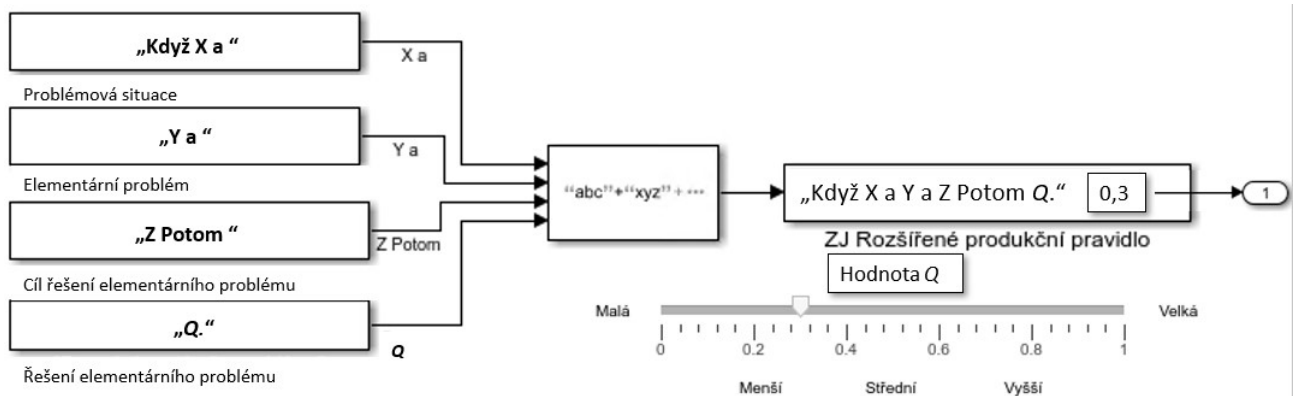 „Když X a “
X a
Problémová situace
„Y a “
Y a
Elementární problém
„Z Potom “
Z Potom
Cíl řešení elementárního problému
„Q.“
Q
Řešení elementárního problému
“abc”+“xyz”+ ···
„Když X a Y a Z Potom Q.“ 0,3
1
ZJ Rozšířené produkční pravidlo
Hodnota Q
Malá
Velká
0 0.2 0.4 0.6 0.8 1
Menší Střední Vyšší